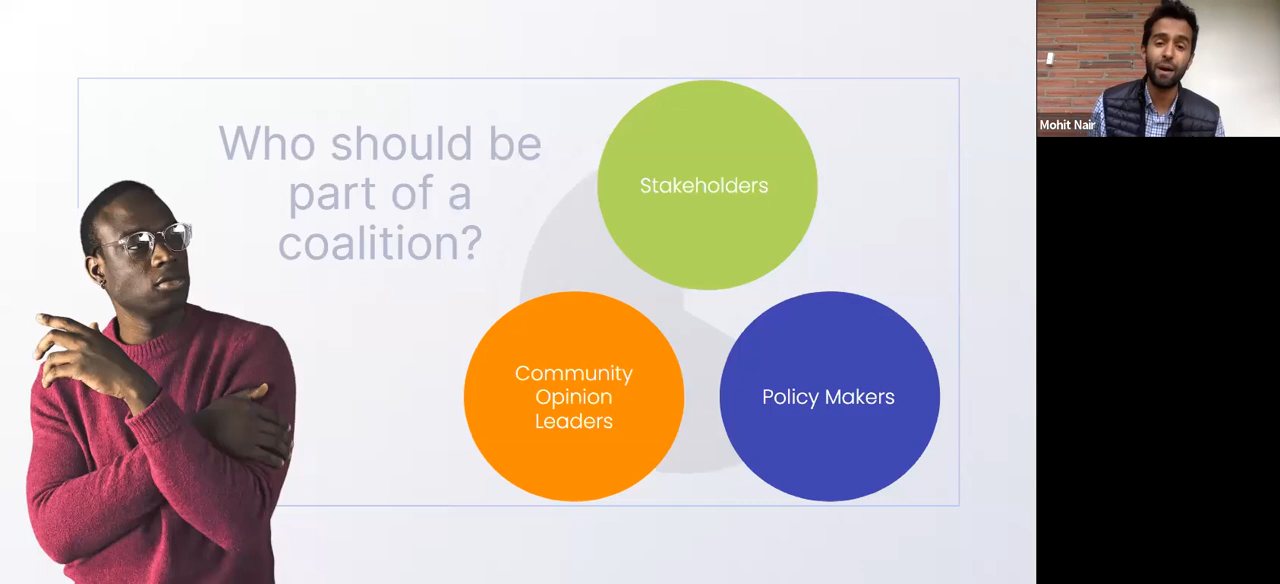 Who should be
part of a
coalition?
Stakeholders
Community
Opinion
Leaders
Policy Makers
Mohit Nair